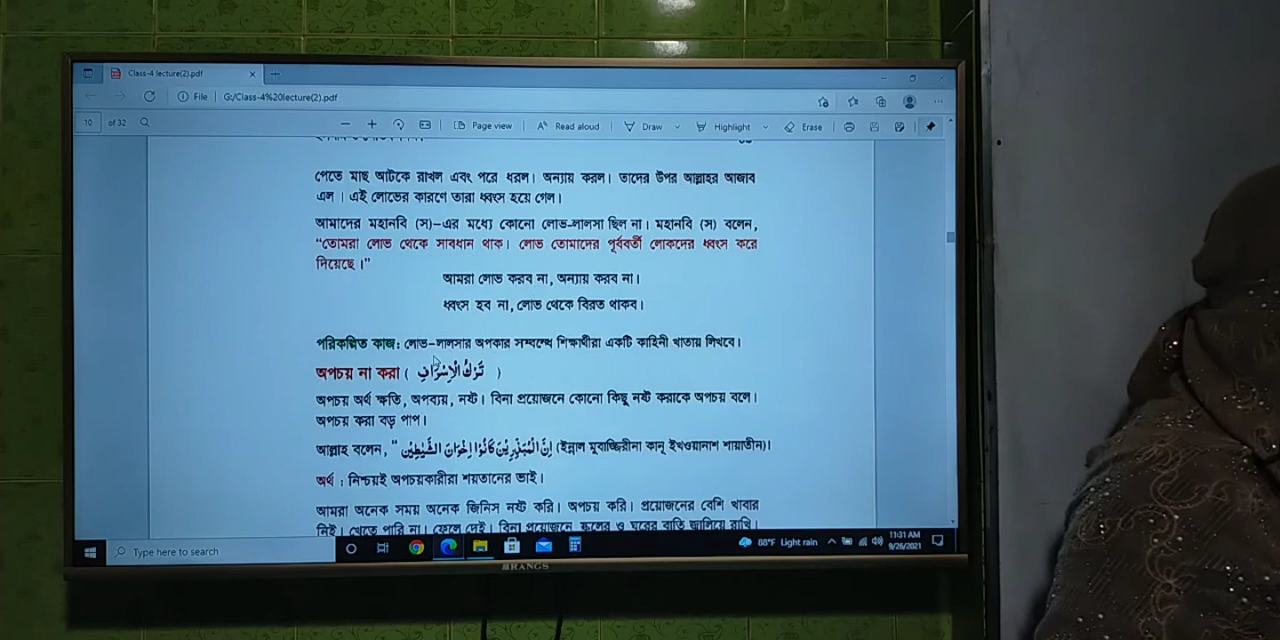 Class-4 lecture(2).pdf
File G:/Class-4%20lecture(2).pdf
10 of 32 Page view Read aloud Draw Highlight Erase
পেতে মাছ আটকে রাখল এবং পরে ধরল। অন্যায় করল। তাদের উপর আল্লাহর আজাব
এল । এই লোভের কারণে তারা ধ্বংস হয়ে গেল।
আমাদের মহানবি (স)-এর মধ্যে কোনো লোভ-লালসা ছিল না। মহানবি (স) বলেন,
“তোমরা লোভ থেকে সাবধান থাক। লোভ তোমাদের পূর্ববর্তী লোকদের ধ্বংস করে
দিয়েছে।”
আমরা লোভ করব না, অন্যায় করব না।
ধ্বংস হব না, লোভ থেকে বিরত থাকব।
পরিকল্পিত কাজ: লোভ-লালসার অপকার সম্বন্ধে শিক্ষার্থীরা একটি কাহিনী খাতায় লিখবে।
অপচয় না করা ( تَرْكُ الْاِسْرَافِ )
অপচয় অর্থ ক্ষতি, অপব্যয়, নষ্ট। বিনা প্রয়োজনে কোনো কিছু নষ্ট করাকে অপচয় বলে।
অপচয় করা বড় পাপ।
আল্লাহ বলেন, “ اِنَّ الْمُبَذِّرِيْنَ كَانُوْا اِخْوَانَ الشَّيٰطِيْنِ (ইন্নাল মুবাজ্জিরীনা কানূ ইখওয়ানাশ শায়াতীন)।
অর্থ : নিশ্চয়ই অপচয়কারীরা শয়তানের ভাই।
আমরা অনেক সময় অনেক জিনিস নষ্ট করি। অপচয় করি। প্রয়োজনের বেশি খাবার
নিই। খেতে পারি না। ফেলে দেই। বিনা প্রয়োজনে স্কুলের ও ঘরের বাতি জ্বালিয়ে রাখি।
Type here to search 88°F Light rain 11:31 AM
9/26/2021
RANGS